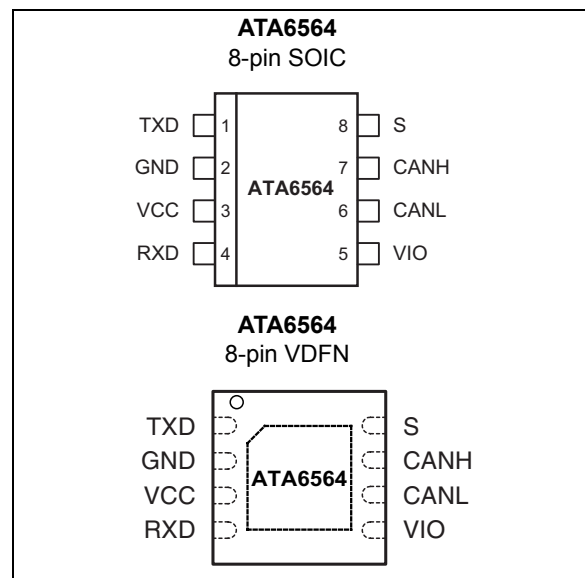 ATA6564
8-pin SOIC
TXD 1 8 S
GND 2 7 CANH
ATA6564
VCC 3 6 CANL
RXD 4 5 VIO
ATA6564
8-pin VDFN
TXD S
GND CANH
ATA6564
VCC CANL
RXD VIO